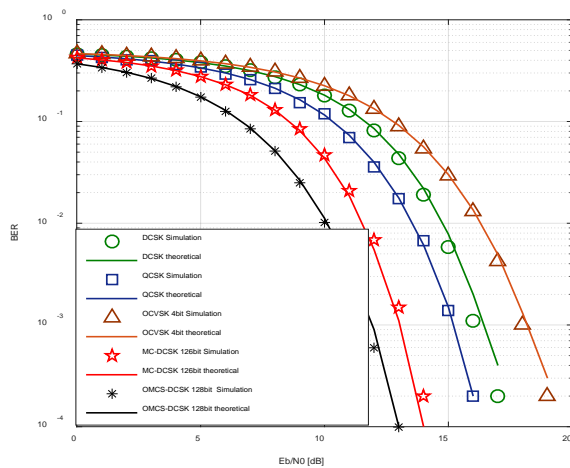 10 0
10 -1
10 -2
10 -3
10 -4
BER
DCSK Simulation
DCSK theoretical
QCSK Simulation
QCSK theoretical
OCVSK 4bit Simulation
OCVSK 4bit theoretical
MC-DCSK 126bit Simulation
MC-DCSK 126bit theoretical
OMCS-DCSK 128bit Simulation
OMCS-DCSK 128bit theoretical
0 5 10 15 20
Eb/N0 [dB]